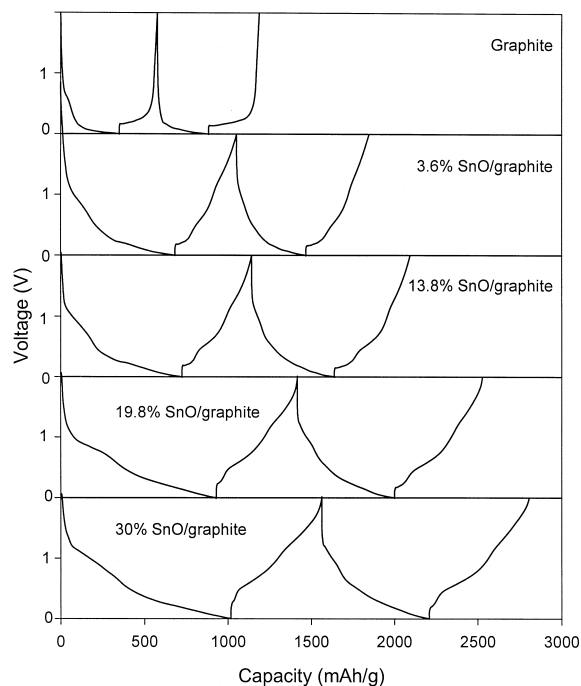 Graphite
1
0
3.6% SnO/graphite
1
0
13.8% SnO/graphite
1
0
19.8% SnO/graphite
1
0
30% SnO/graphite
1
0
Voltage (V)
0 500 1000 1500 2000 2500 3000
Capacity (mAh/g)